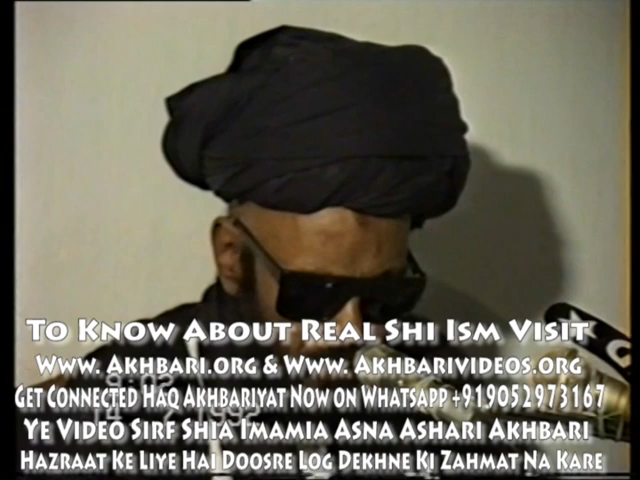 To Know About Real Shi Ism Visit
Www. Akhbari.org & Www. Akhbarivideos.org
Get Connected Haq Akhbariyat Now on Whatsapp +919052973167
Ye Video Sirf Shia Imamia Asna Ashari Akhbari
Hazraat Ke Liye Hai Doosre Log Dekhne Ki Zahmat Na Kare